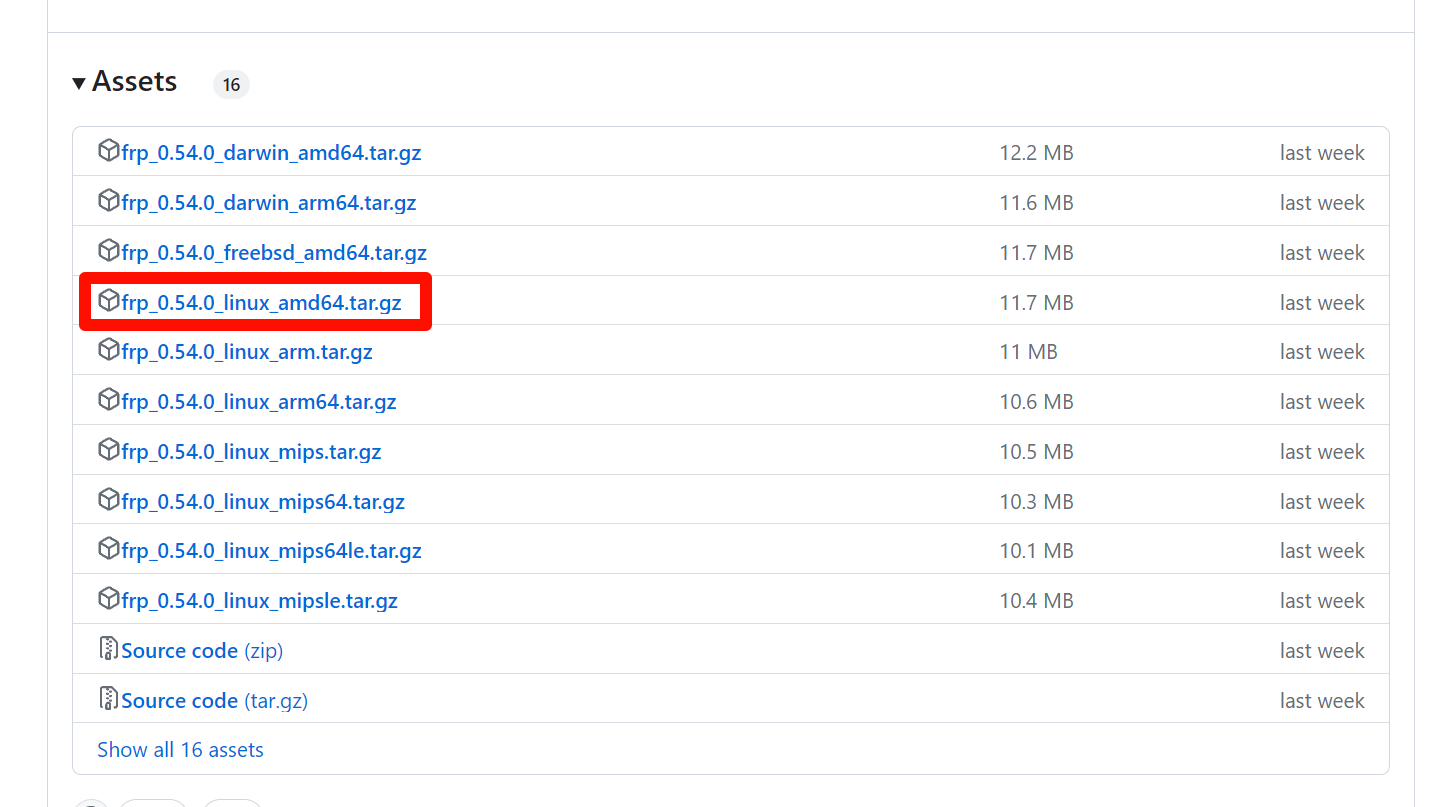 Assets 16
frp_0.54.0_darwin_amd64.tar.gz 12.2 MB last week
frp_0.54.0_darwin_arm64.tar.gz 11.6 MB last week
frp_0.54.0_freebsd_amd64.tar.gz 11.7 MB last week
frp_0.54.0_linux_amd64.tar.gz 11.7 MB last week
frp_0.54.0_linux_arm.tar.gz 11 MB last week
frp_0.54.0_linux_arm64.tar.gz 10.6 MB last week
frp_0.54.0_linux_mips.tar.gz 10.5 MB last week
frp_0.54.0_linux_mips64.tar.gz 10.3 MB last week
frp_0.54.0_linux_mips64le.tar.gz 10.1 MB last week
frp_0.54.0_linux_mipsle.tar.gz 10.4 MB last week
Source code (zip) last week
Source code (tar.gz) last week
Show all 16 assets